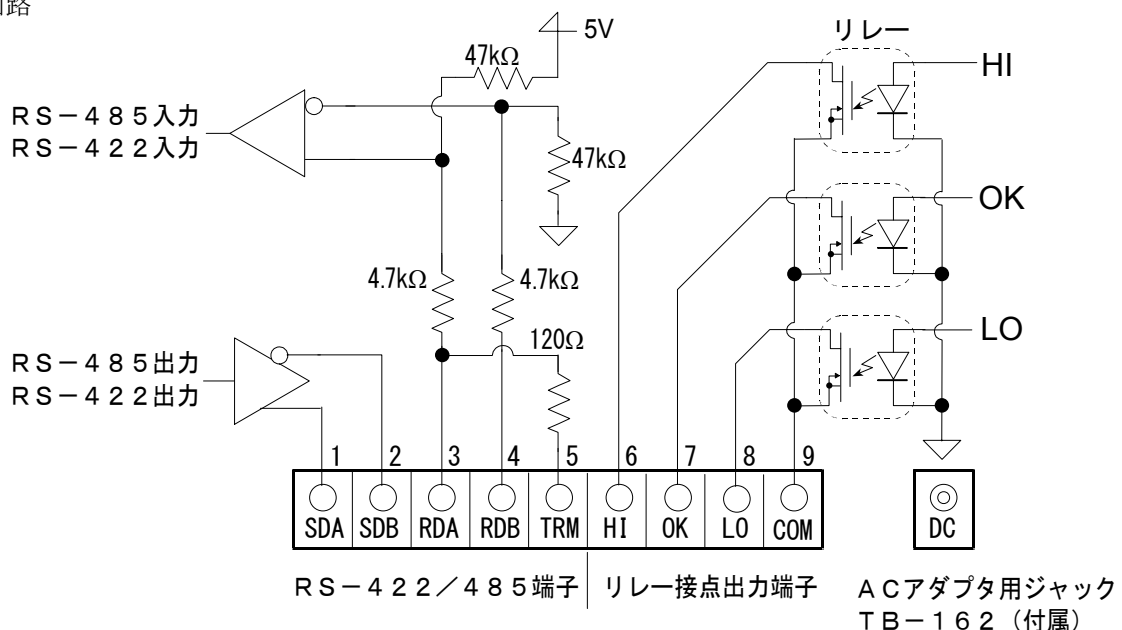 5V
リレー
47kΩ
HI
RS-485入力
RS-422入力
47kΩ
OK
4.7kΩ
4.7kΩ
LO
120Ω
RS-485出力
RS-422出力
1 2 3 4 5 6 7 8 9
SDA SDB RDA RDB TRM HI OK LO COM DC
RS-422/485端子 リレー接点出力端子
ACアダプタ用ジャック
TB-162(付属)